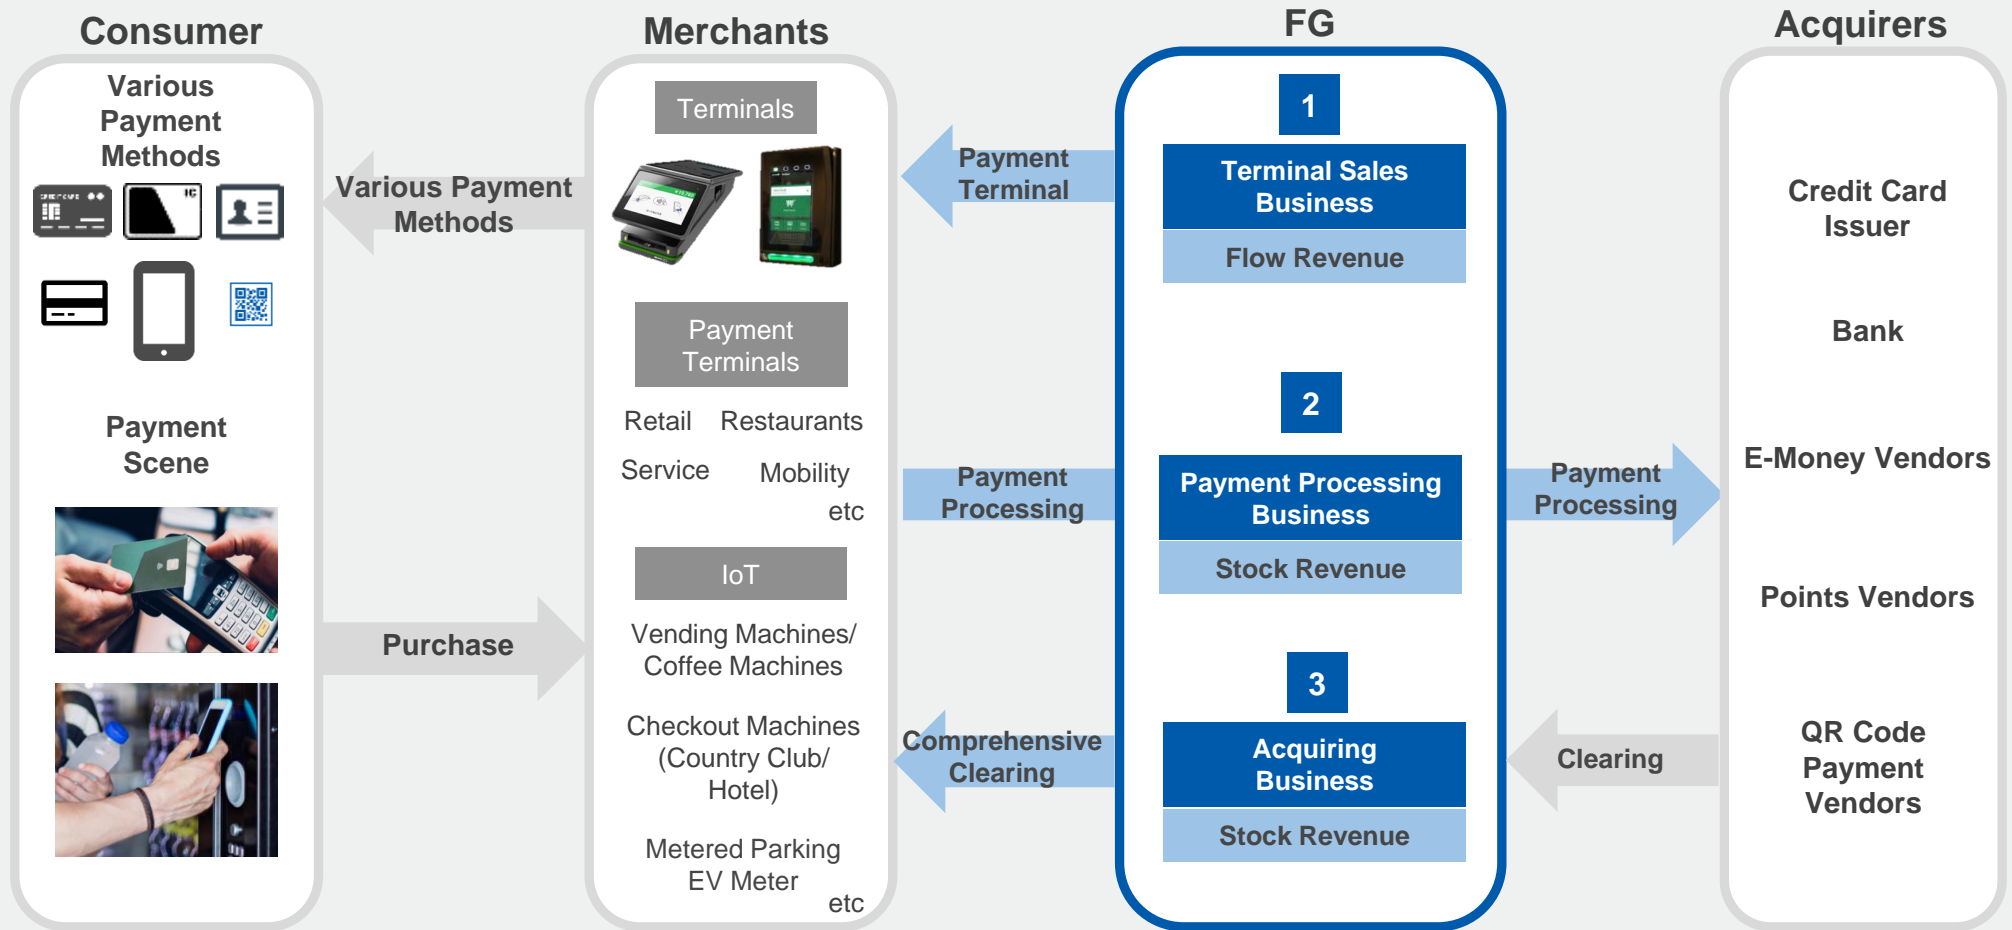 Consumer
Various
Payment
Methods
CREDIT CARD
IC
Payment
Scene
Various Payment
Methods
Purchase
Merchants
Terminals
Payment
Terminals
Retail Restaurants
Service Mobility
etc
IoT
Vending Machines/
Coffee Machines
Checkout Machines
(Country Club/
Hotel)
Metered Parking
EV Meter
etc
Payment
Terminal
Payment
Processing
Comprehensive
Clearing
FG
1
Terminal Sales
Business
Flow Revenue
2
Payment Processing
Business
Stock Revenue
3
Acquiring
Business
Stock Revenue
Payment
Processing
Clearing
Acquirers
Credit Card
Issuer
Bank
E-Money Vendors
Points Vendors
QR Code
Payment
Vendors